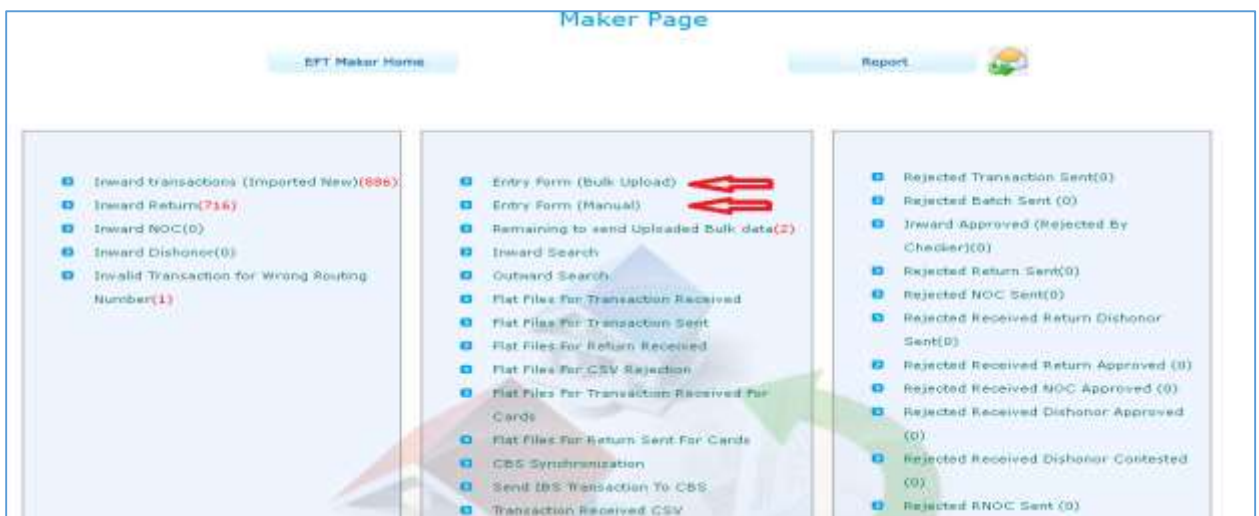 Maker Page
EFT Maker Home
Report
Inward transactions (Imported New)(886)
Inward Return(716)
Inward NOC(0)
Inward Dishonor(0)
Invalid Transaction for Wrong Routing
Number(1)
Entry Form (Bulk Upload)
Entry Form (Manual)
Remaining to send Uploaded Bulk data(2)
Inward Search
Outward Search
Flat Files For Transaction Received
Flat Files For Transaction Sent
Flat Files For Return Received
Flat Files For CSV Rejection
Flat Files For Transaction Received For
Cards
Flat Files For Return Sent For Cards
CBS Synchronization
Send IBS Transaction To CBS
Transaction Received CSV
Rejected Transaction Sent(0)
Rejected Batch Sent (0)
Inward Approved (Rejected By
Checker)(0)
Rejected Return Sent(0)
Rejected NOC Sent(0)
Rejected Received Return Dishonor
Sent(0)
Rejected Received Return Approved (0)
Rejected Received NOC Approved (0)
Rejected Received Dishonor Approved
(0)
Rejected Received Dishonor Contested
(0)
Rejected RNOC Sent (0)